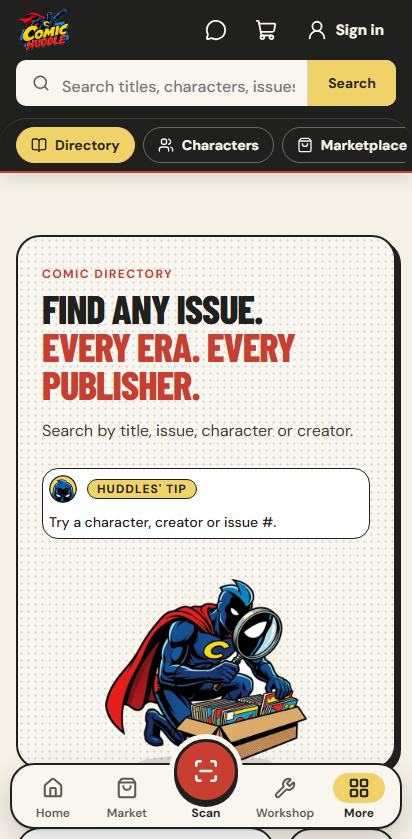 COMIC
HUDDLE
Sign in
Search titles, characters, issues
Search
Directory
Characters
Marketplace
COMIC DIRECTORY
FIND ANY ISSUE.
EVERY ERA. EVERY
PUBLISHER.
Search by title, issue, character or creator.
HUDDLES' TIP
Try a character, creator or issue #.
C
Home
Market
Scan
Workshop
More